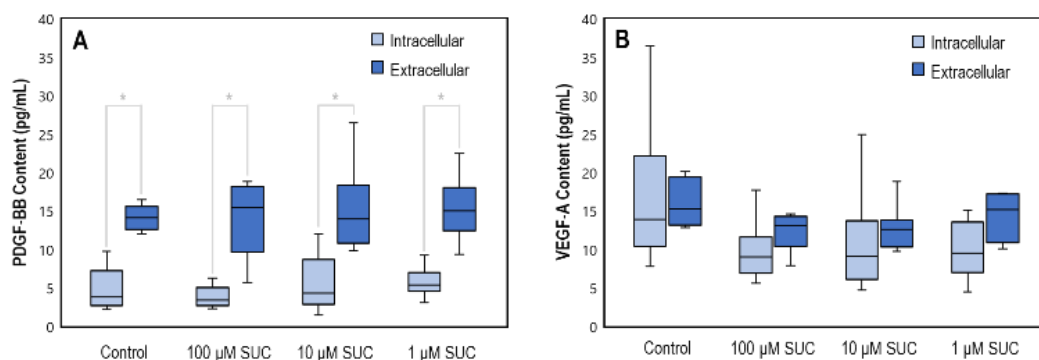 A
Intracellular
Extracellular
PDGF-BB Content (pg/mL)
40
35
30
25
20
15
10
5
0
* * * *
Control 100 µM SUC 10 µM SUC 1 µM SUC
B
Intracellular
Extracellular
VEGF-A Content (pg/mL)
40
35
30
25
20
15
10
5
0
Control 100 µM SUC 10 µM SUC 1 µM SUC